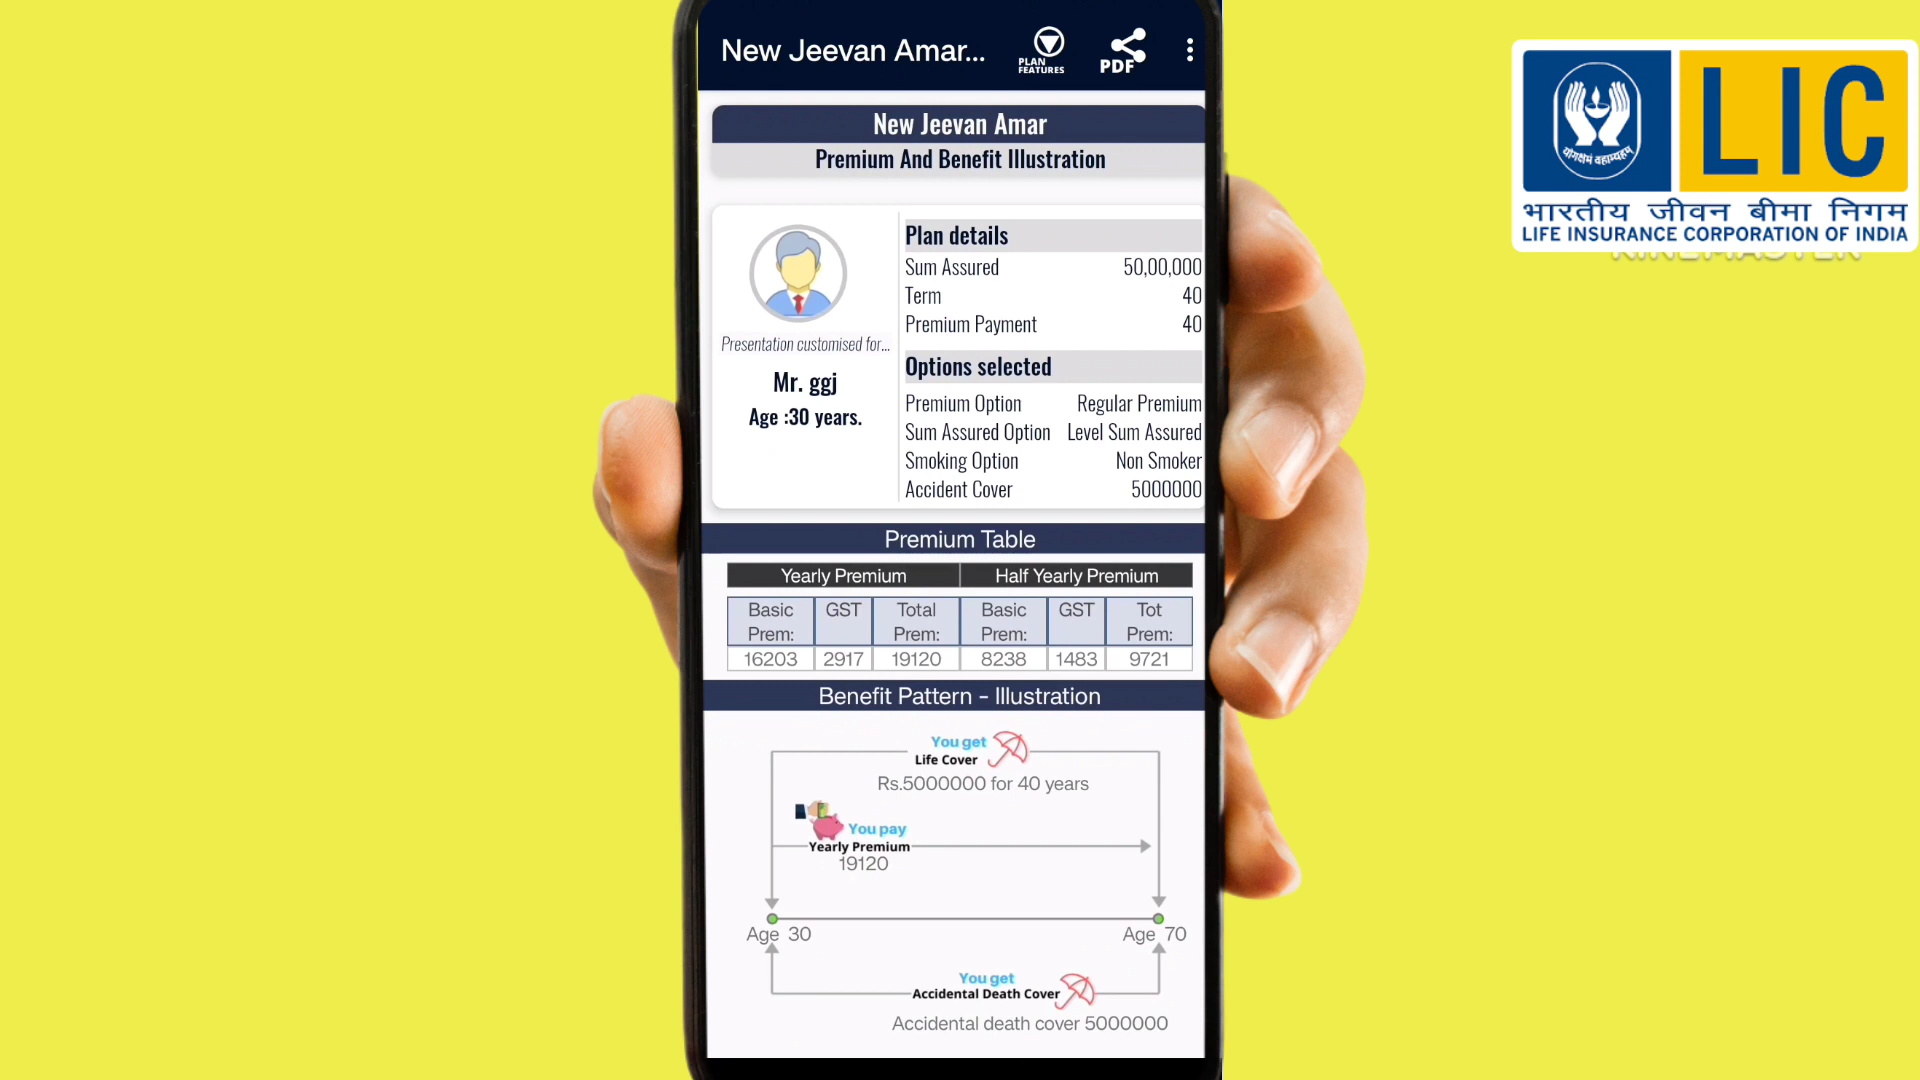 New Jeevan Amar...
PLAN
FEATURES
PDF
New Jeevan Amar
Premium And Benefit Illustration
Presentation customised for...
Mr. ggj
Age :30 years.
Plan details
Sum Assured 50,00,000
Term 40
Premium Payment 40
Options selected
Premium Option Regular Premium
Sum Assured Option Level Sum Assured
Smoking Option Non Smoker
Accident Cover 5000000
Premium Table
Yearly Premium Half Yearly Premium
Basic Prem: GST Total Prem: Basic Prem: GST Tot Prem:
16203 2917 19120 8238 1483 9721
Benefit Pattern - Illustration
You get
Life Cover
Rs.5000000 for 40 years
You pay
Yearly Premium
19120
Age 30 Age 70
You get
Accidental Death Cover
Accidental death cover 5000000
योगक्षेमं वहाम्यहम्
LIC
भारतीय जीवन बीमा निगम
LIFE INSURANCE CORPORATION OF INDIA
KINEMASTER